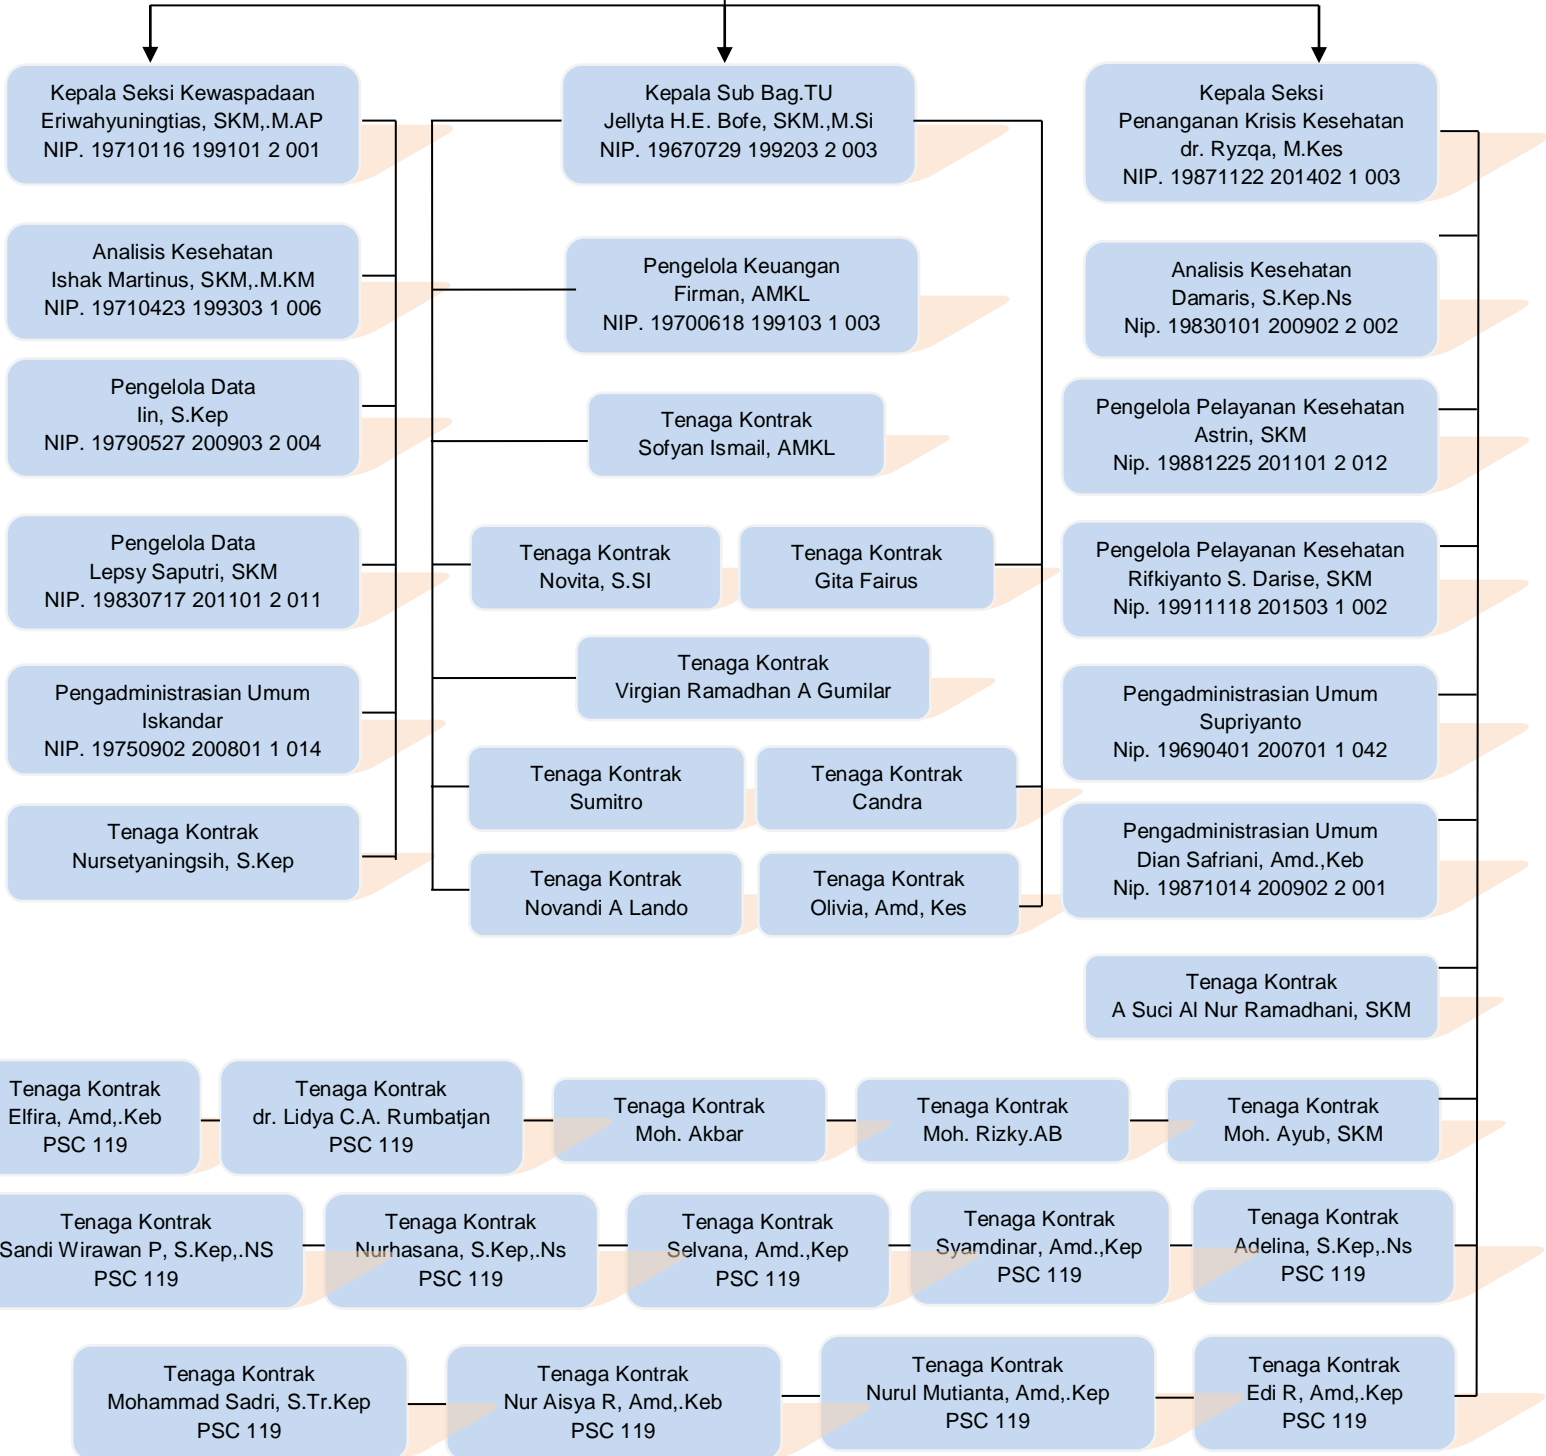 Kepala Seksi Kewaspadaan
Eriwahyuningtias, SKM,.M.AP
NIP. 19710116 199101 2 001
Kepala Sub Bag.TU
Jellyta H.E. Bofe, SKM.,M.Si
NIP. 19670729 199203 2 003
Kepala Seksi
Penanganan Krisis Kesehatan
dr. Ryzqa, M.Kes
NIP. 19871122 201402 1 003
Analisis Kesehatan
Ishak Martinus, SKM,.M.KM
NIP. 19710423 199303 1 006
Pengelola Keuangan
Firman, AMKL
NIP. 19700618 199103 1 003
Analisis Kesehatan
Damaris, S.Kep.Ns
Nip. 19830101 200902 2 002
Pengelola Data
Iin, S.Kep
NIP. 19790527 200903 2 004
Tenaga Kontrak
Sofyan Ismail, AMKL
Pengelola Pelayanan Kesehatan
Astrin, SKM
Nip. 19881225 201101 2 012
Pengelola Data
Lepsy Saputri, SKM
NIP. 19830717 201101 2 011
Tenaga Kontrak
Novita, S.SI
Tenaga Kontrak
Gita Fairus
Pengelola Pelayanan Kesehatan
Rifkiyanto S. Darise, SKM
Nip. 19911118 201503 1 002
Pengadministrasian Umum
Iskandar
NIP. 19750902 200801 1 014
Tenaga Kontrak
Virgian Ramadhan A Gumilar
Pengadministrasian Umum
Supriyanto
Nip. 19690401 200701 1 042
Tenaga Kontrak
Nursetyaningsih, S.Kep
Tenaga Kontrak
Sumitro
Tenaga Kontrak
Candra
Pengadministrasian Umum
Dian Safriani, Amd.,Keb
Nip. 19871014 200902 2 001
Tenaga Kontrak
Novandi A Lando
Tenaga Kontrak
Olivia, Amd, Kes
Tenaga Kontrak
A Suci Al Nur Ramadhani, SKM
Tenaga Kontrak
Elfira, Amd,.Keb
PSC 119
Tenaga Kontrak
dr. Lidya C.A. Rumbatjan
PSC 119
Tenaga Kontrak
Moh. Akbar
Tenaga Kontrak
Moh. Rizky.AB
Tenaga Kontrak
Moh. Ayub, SKM
Tenaga Kontrak
Sandi Wirawan P, S.Kep,.NS
PSC 119
Tenaga Kontrak
Nurhasana, S.Kep,.Ns
PSC 119
Tenaga Kontrak
Selvana, Amd.,Kep
PSC 119
Tenaga Kontrak
Syamdinar, Amd.,Kep
PSC 119
Tenaga Kontrak
Adelina, S.Kep,.Ns
PSC 119
Tenaga Kontrak
Mohammad Sadri, S.Tr.Kep
PSC 119
Tenaga Kontrak
Nur Aisya R, Amd,.Keb
PSC 119
Tenaga Kontrak
Nurul Mutianta, Amd,.Kep
PSC 119
Tenaga Kontrak
Edi R, Amd,.Kep
PSC 119